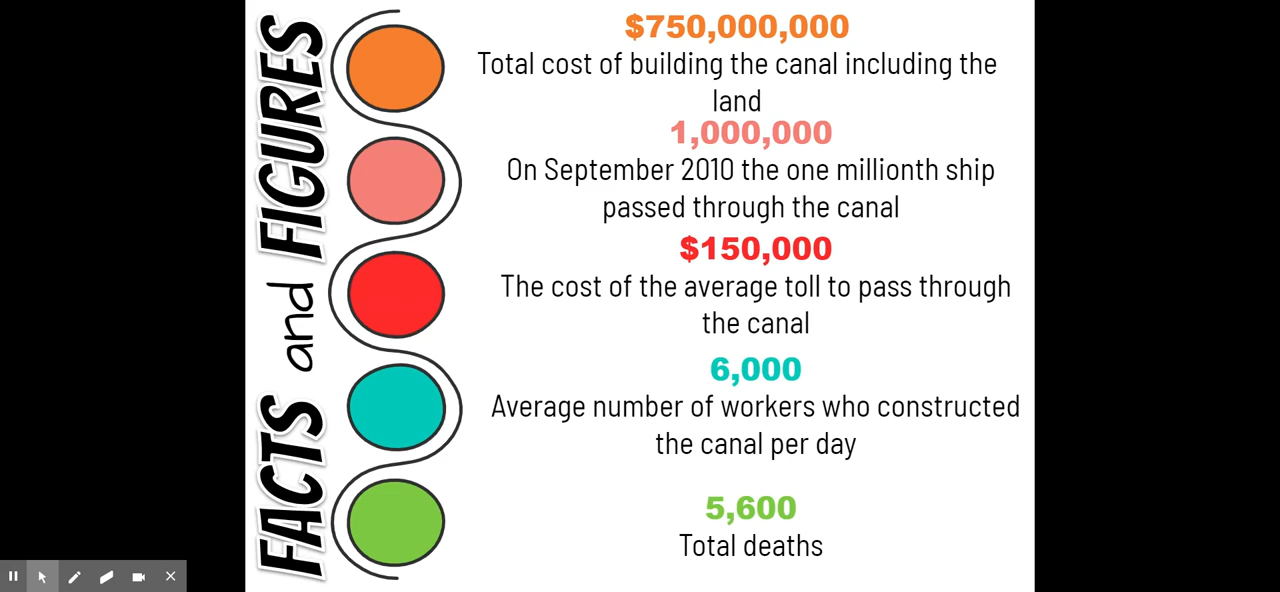 FACTS and FIGURES
$750,000,000
Total cost of building the canal including the
land
1,000,000
On September 2010 the one millionth ship
passed through the canal
$150,000
The cost of the average toll to pass through
the canal
6,000
Average number of workers who constructed
the canal per day
5,600
Total deaths